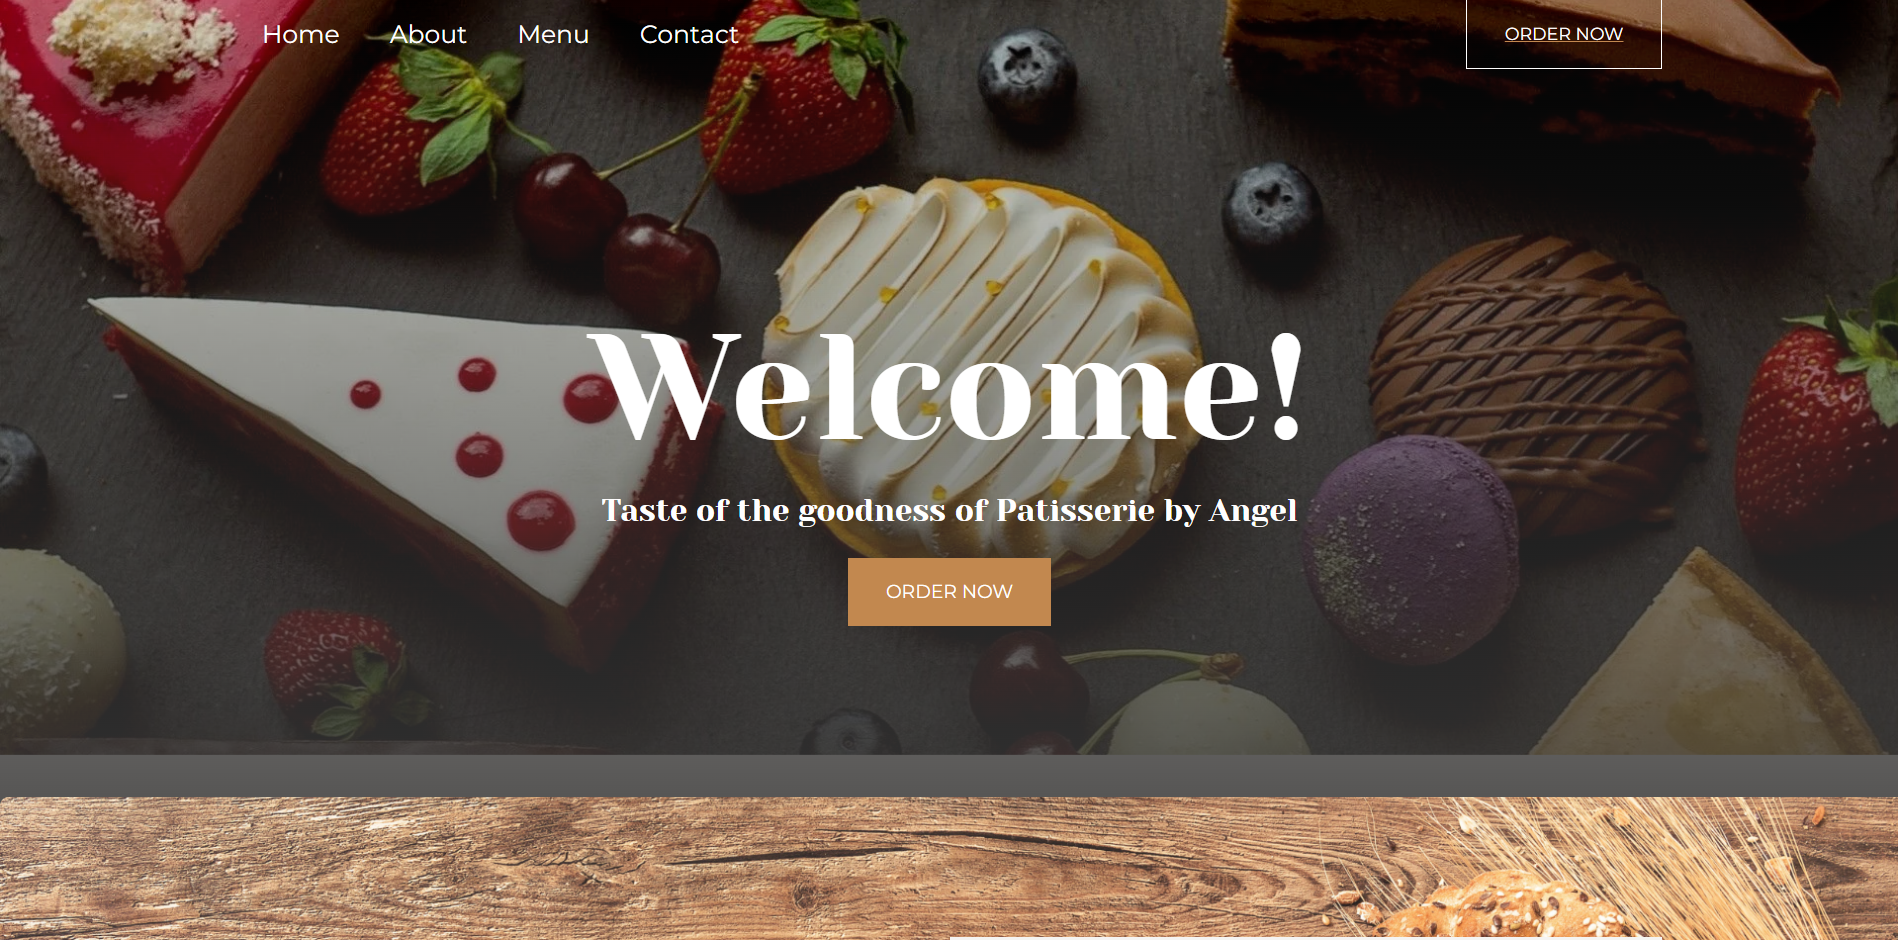 Home About Menu Contact ORDER NOW
Welcome!
Taste of the goodness of Patisserie by Angel
ORDER NOW